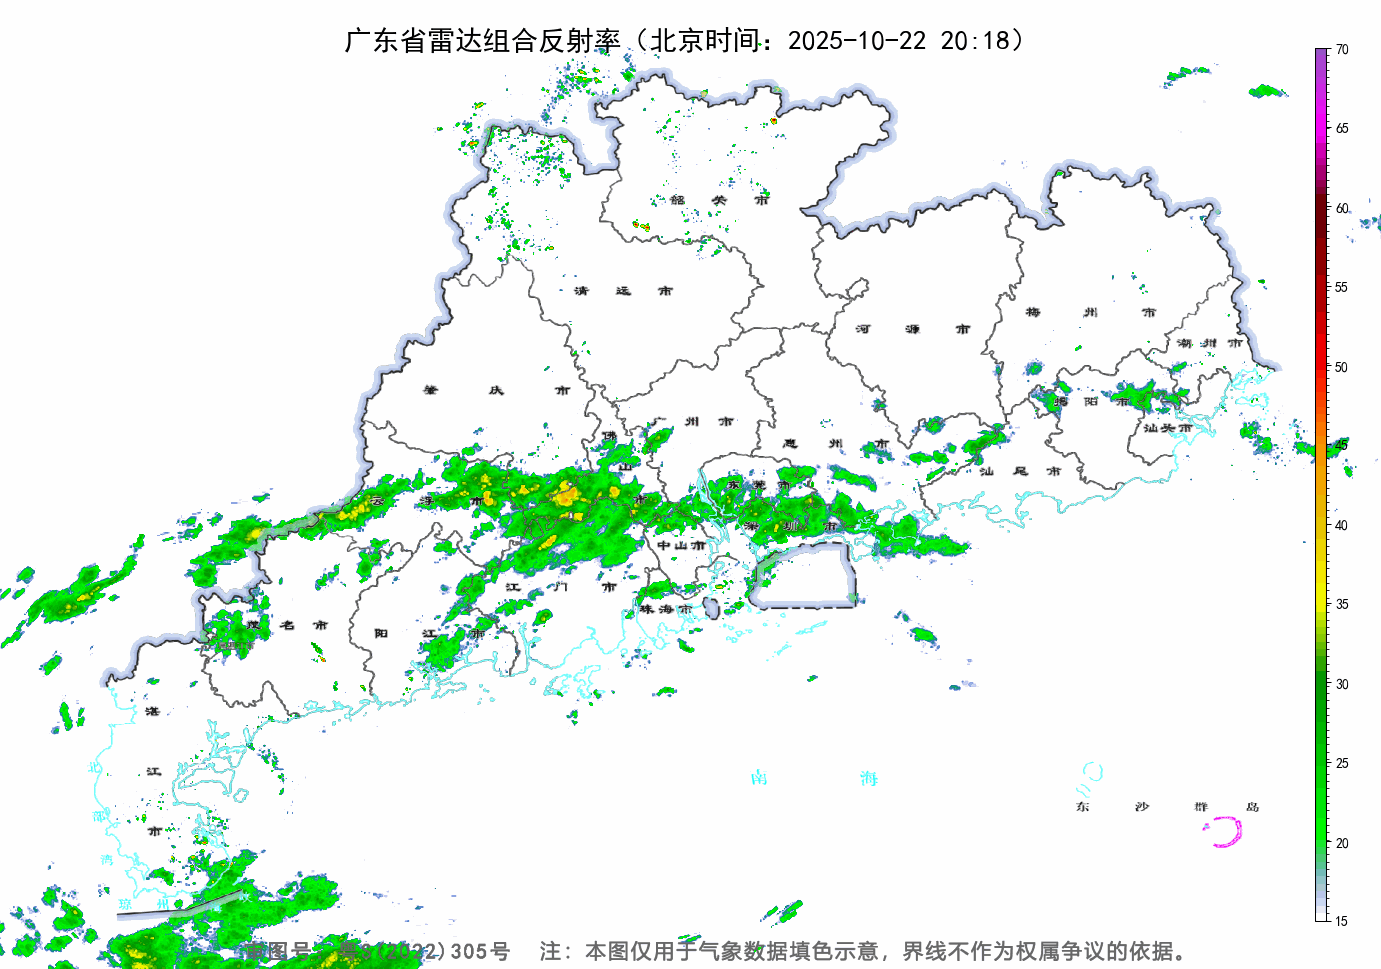 广东省雷达组合反射率（北京时间：2025-10-22 20:18）
70
65
60
55
50
45
40
35
30
25
20
15
韶 关 市
清 远 市
河 源 市
梅 州 市
潮 州 市
肇 庆 市
广 州 市
惠 州 市
揭 阳 市
汕头市
佛 山 市
云 浮 市
东 莞 市
汕 尾 市
深 圳 市
中山市
江 门 市
珠海市
茂 名 市
阳 江 市
湛 江 市
北 部 湾
琼 州
南 海
东 沙 群 岛
(2022)305号 注：本图仅用于气象数据填色示意，界线不作为权属争议的依据。